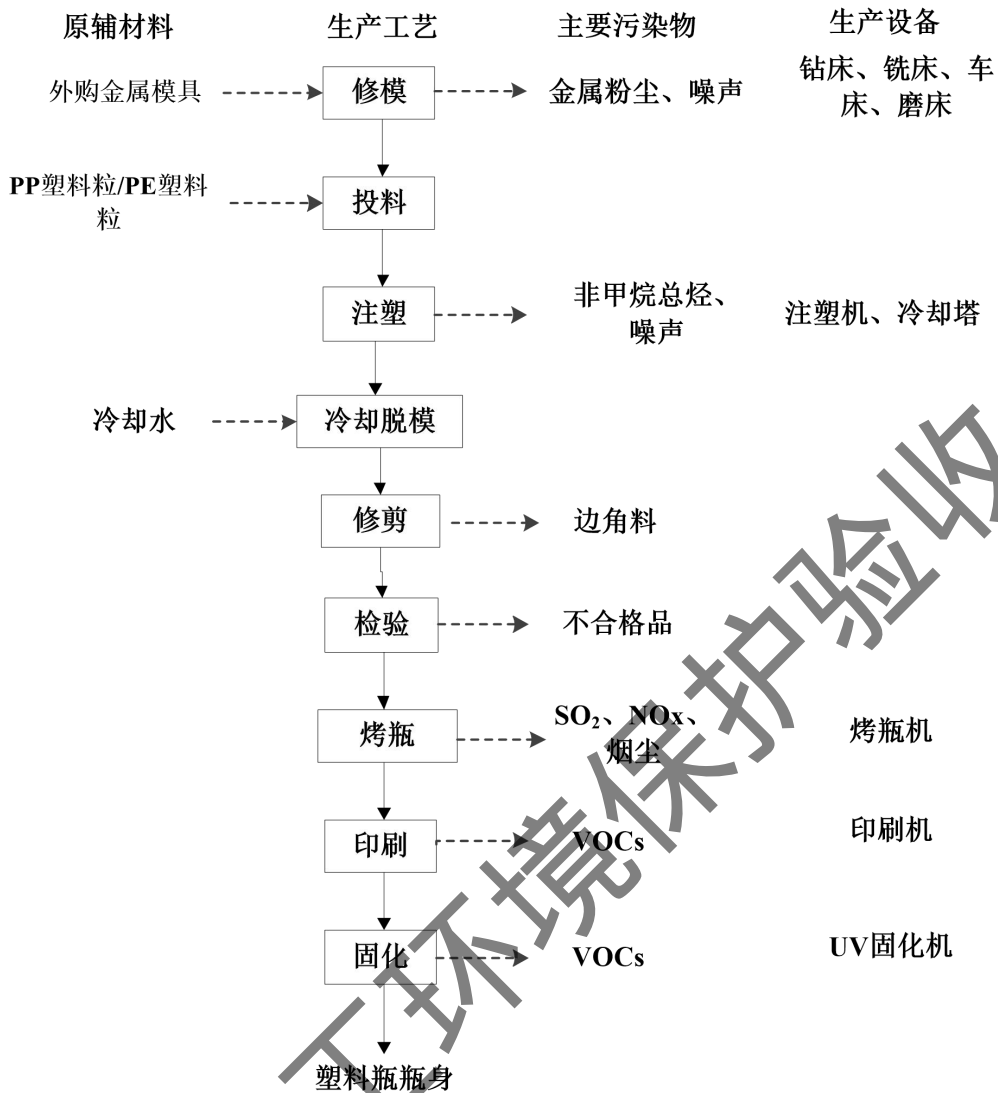 原辅材料 生产工艺 主要污染物 生产设备
外购金属模具 修模 金属粉尘、噪声 钻床、铣床、车
床、磨床
PP塑料粒/PE塑料
粒
投料
注塑 非甲烷总烃、
噪声
注塑机、冷却塔
冷却水 冷却脱模
修剪 边角料
检验 不合格品
烤瓶 SO₂、NOx、
烟尘
烤瓶机
印刷 VOCs 印刷机
固化 VOCs UV固化机
塑料瓶瓶身
工环境保护验收